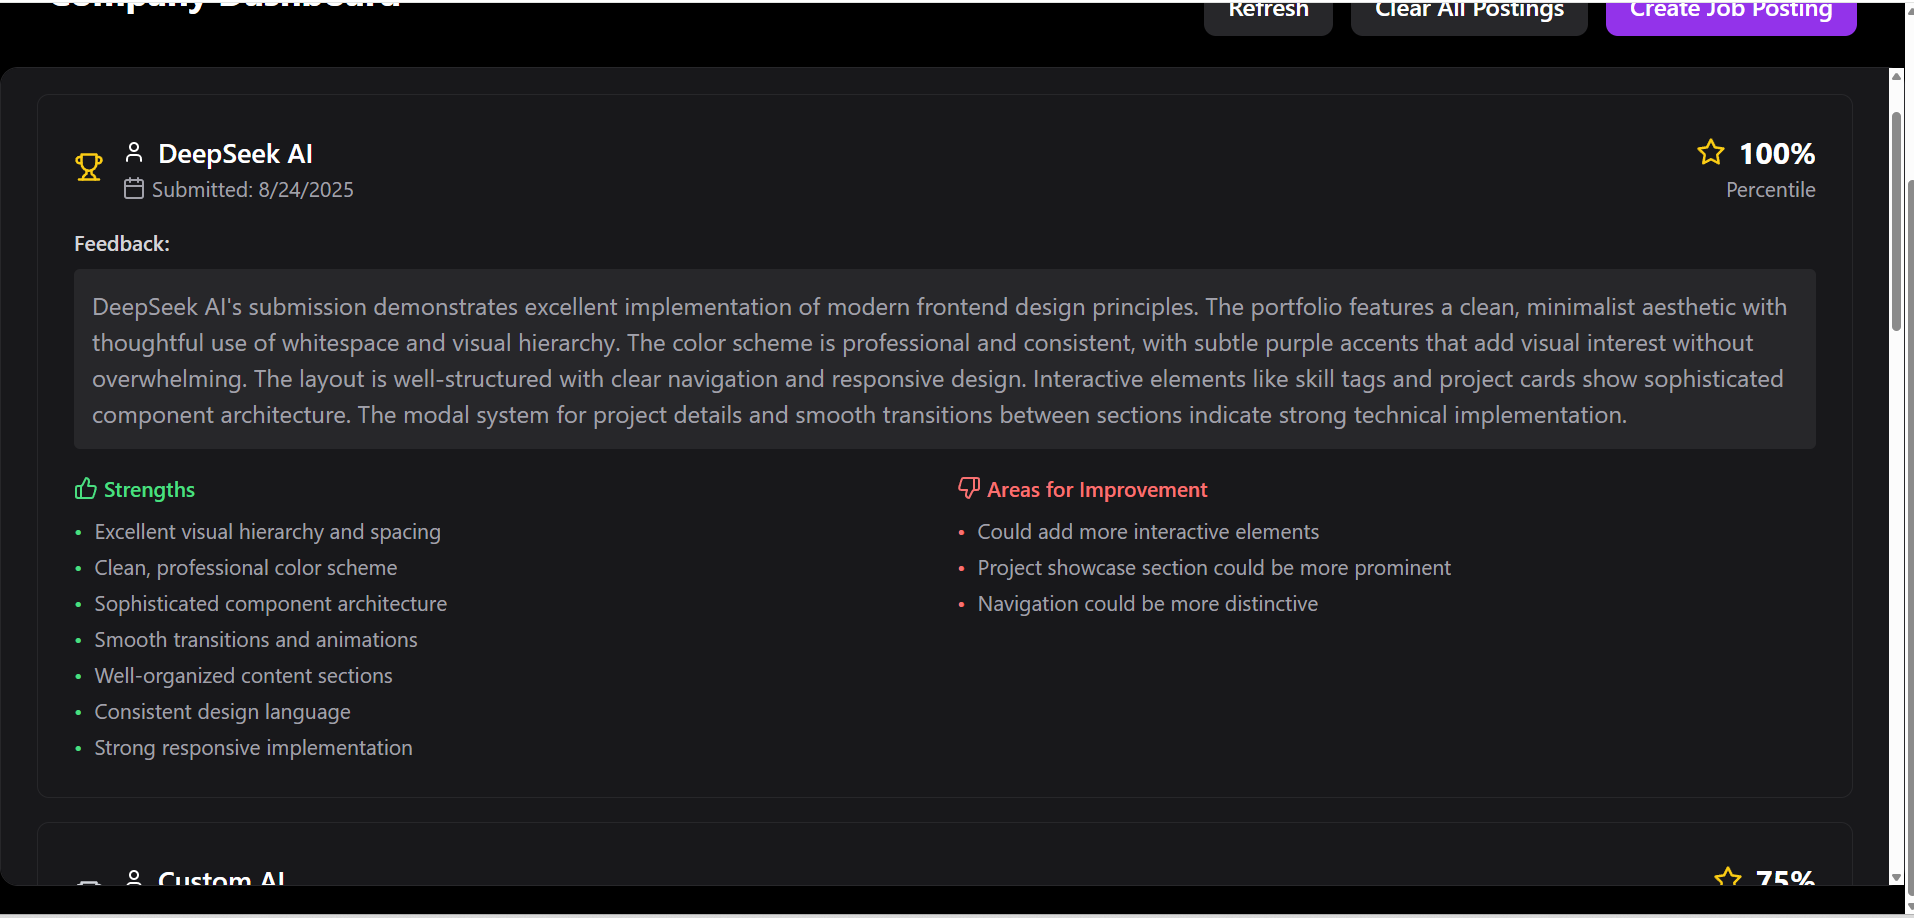 Company Dashboard
Refresh
Clear All Postings
Create Job Posting
DeepSeek AI
Submitted: 8/24/2025
100%
Percentile
Feedback:
DeepSeek AI's submission demonstrates excellent implementation of modern frontend design principles. The portfolio features a clean, minimalist aesthetic with
thoughtful use of whitespace and visual hierarchy. The color scheme is professional and consistent, with subtle purple accents that add visual interest without
overwhelming. The layout is well-structured with clear navigation and responsive design. Interactive elements like skill tags and project cards show sophisticated
component architecture. The modal system for project details and smooth transitions between sections indicate strong technical implementation.
Strengths
• Excellent visual hierarchy and spacing
• Clean, professional color scheme
• Sophisticated component architecture
• Smooth transitions and animations
• Well-organized content sections
• Consistent design language
• Strong responsive implementation
Areas for Improvement
• Could add more interactive elements
• Project showcase section could be more prominent
• Navigation could be more distinctive
Custom AI
75%